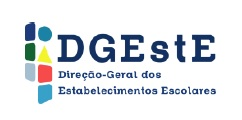 DGEstE
Direção-Geral dos
Estabelecimentos Escolares